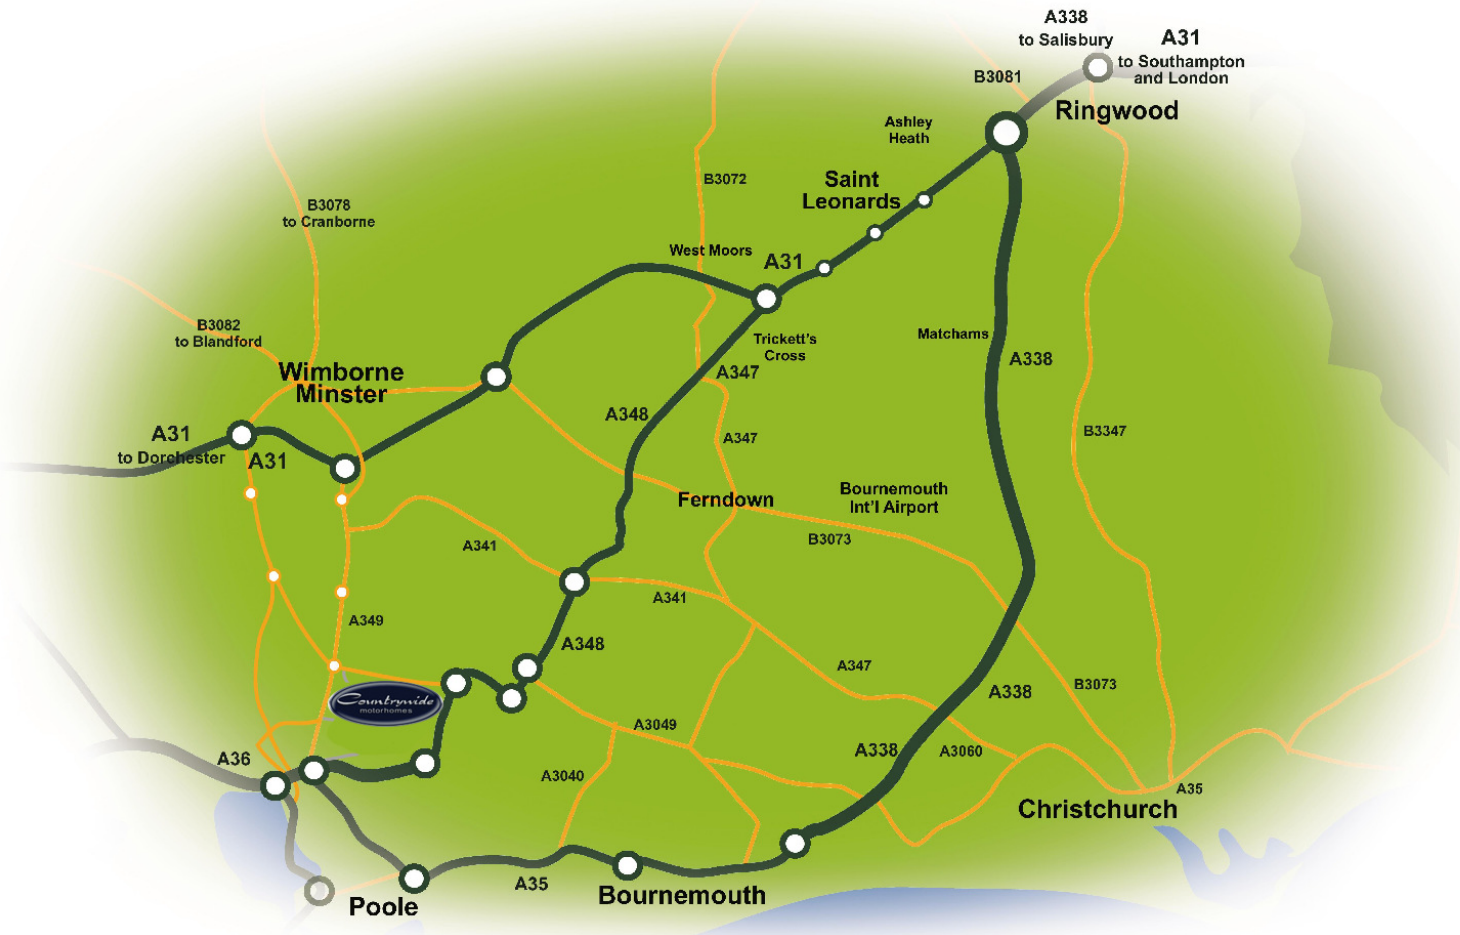 A338
to Salisbury
A31
to Southampton
and London
B3081
Ringwood
Ashley
Heath
Saint
Leonards
B3072
B3078
to Cranborne
West Moors
A31
B3082
to Blandford
Trickett's
Cross
Matchams
A338
Wimborne
Minster
A347
A348
A31
to Dorchester
A31
A347
B3347
Ferndown
Bournemouth
Int'l Airport
B3073
A341
A341
A349
A348
A347
A338
B3073
Countrywide
motorhomes
A3049
A36
A338
A3060
A3040
A35
Christchurch
A35
Bournemouth
Poole